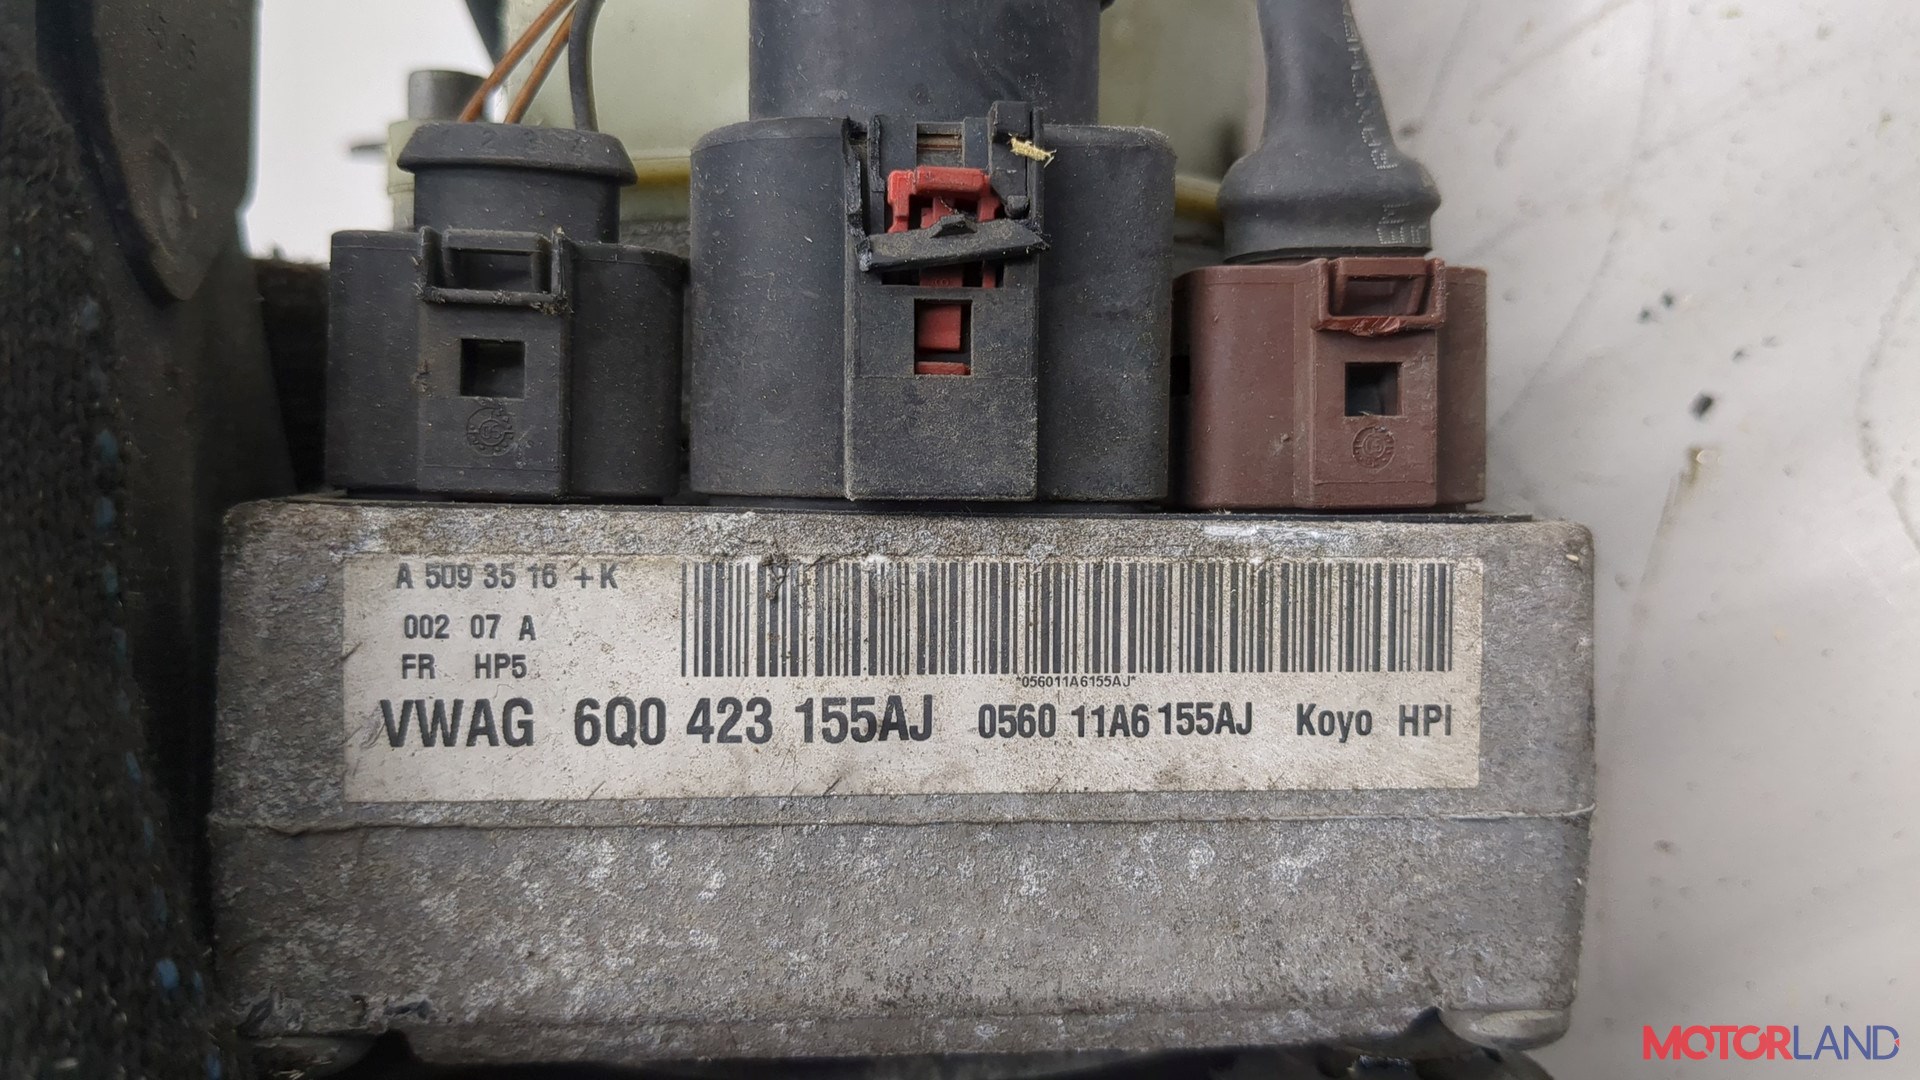 A 509 35 16 +K
002 07 A
FR HP5
*056011A6155AJ*
VWAG 6Q0 423 155AJ 0560 11A6 155AJ Koyo HPI
MOTORLAND